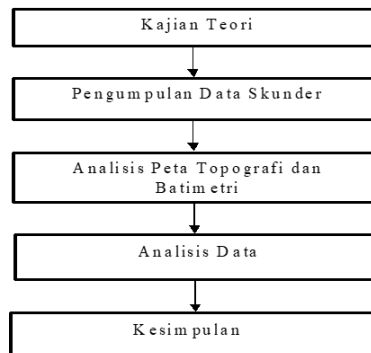 Kajian Teori
Pengumpulan Data Skunder
Analisis Peta Topografi dan
Batimetri
Analisis Data
Kesimpulan